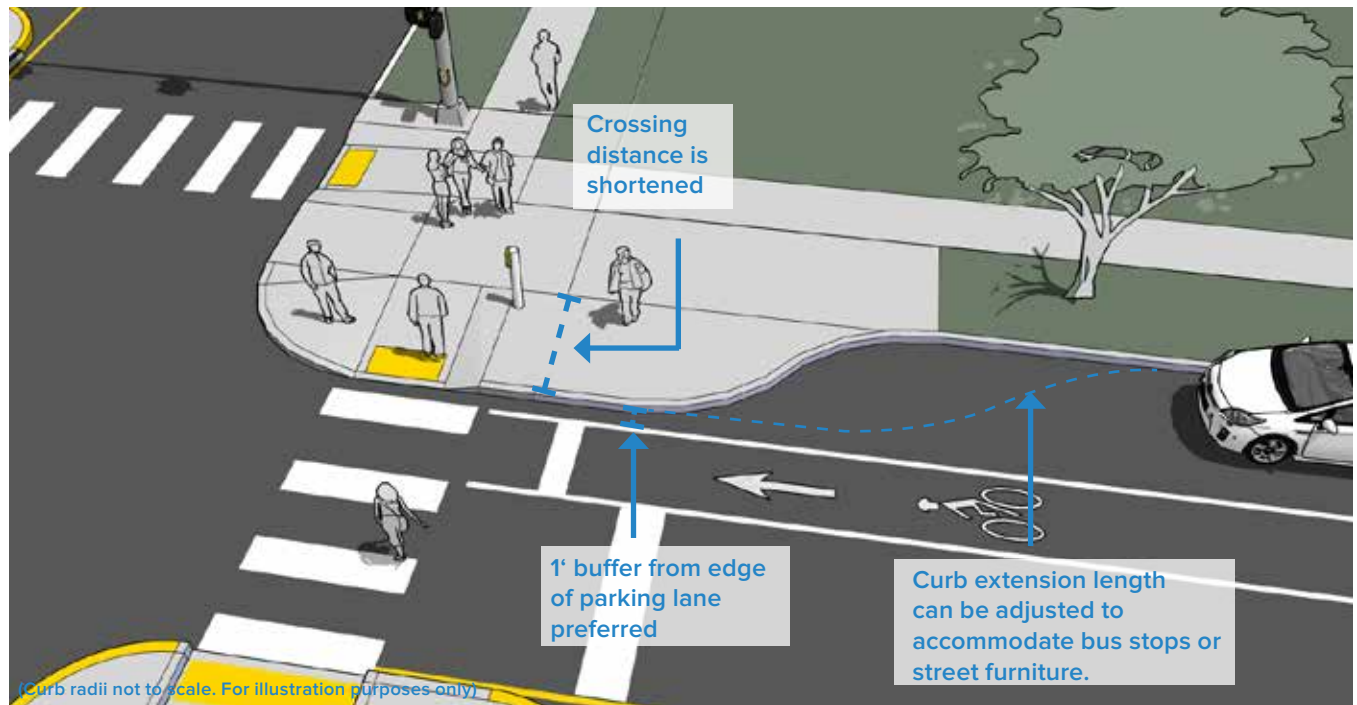 Crossing
distance is
shortened
1‘ buffer from edge
of parking lane
preferred
Curb extension length
can be adjusted to
accommodate bus stops or
street furniture.
(Curb radii not to scale. For illustration purposes only)